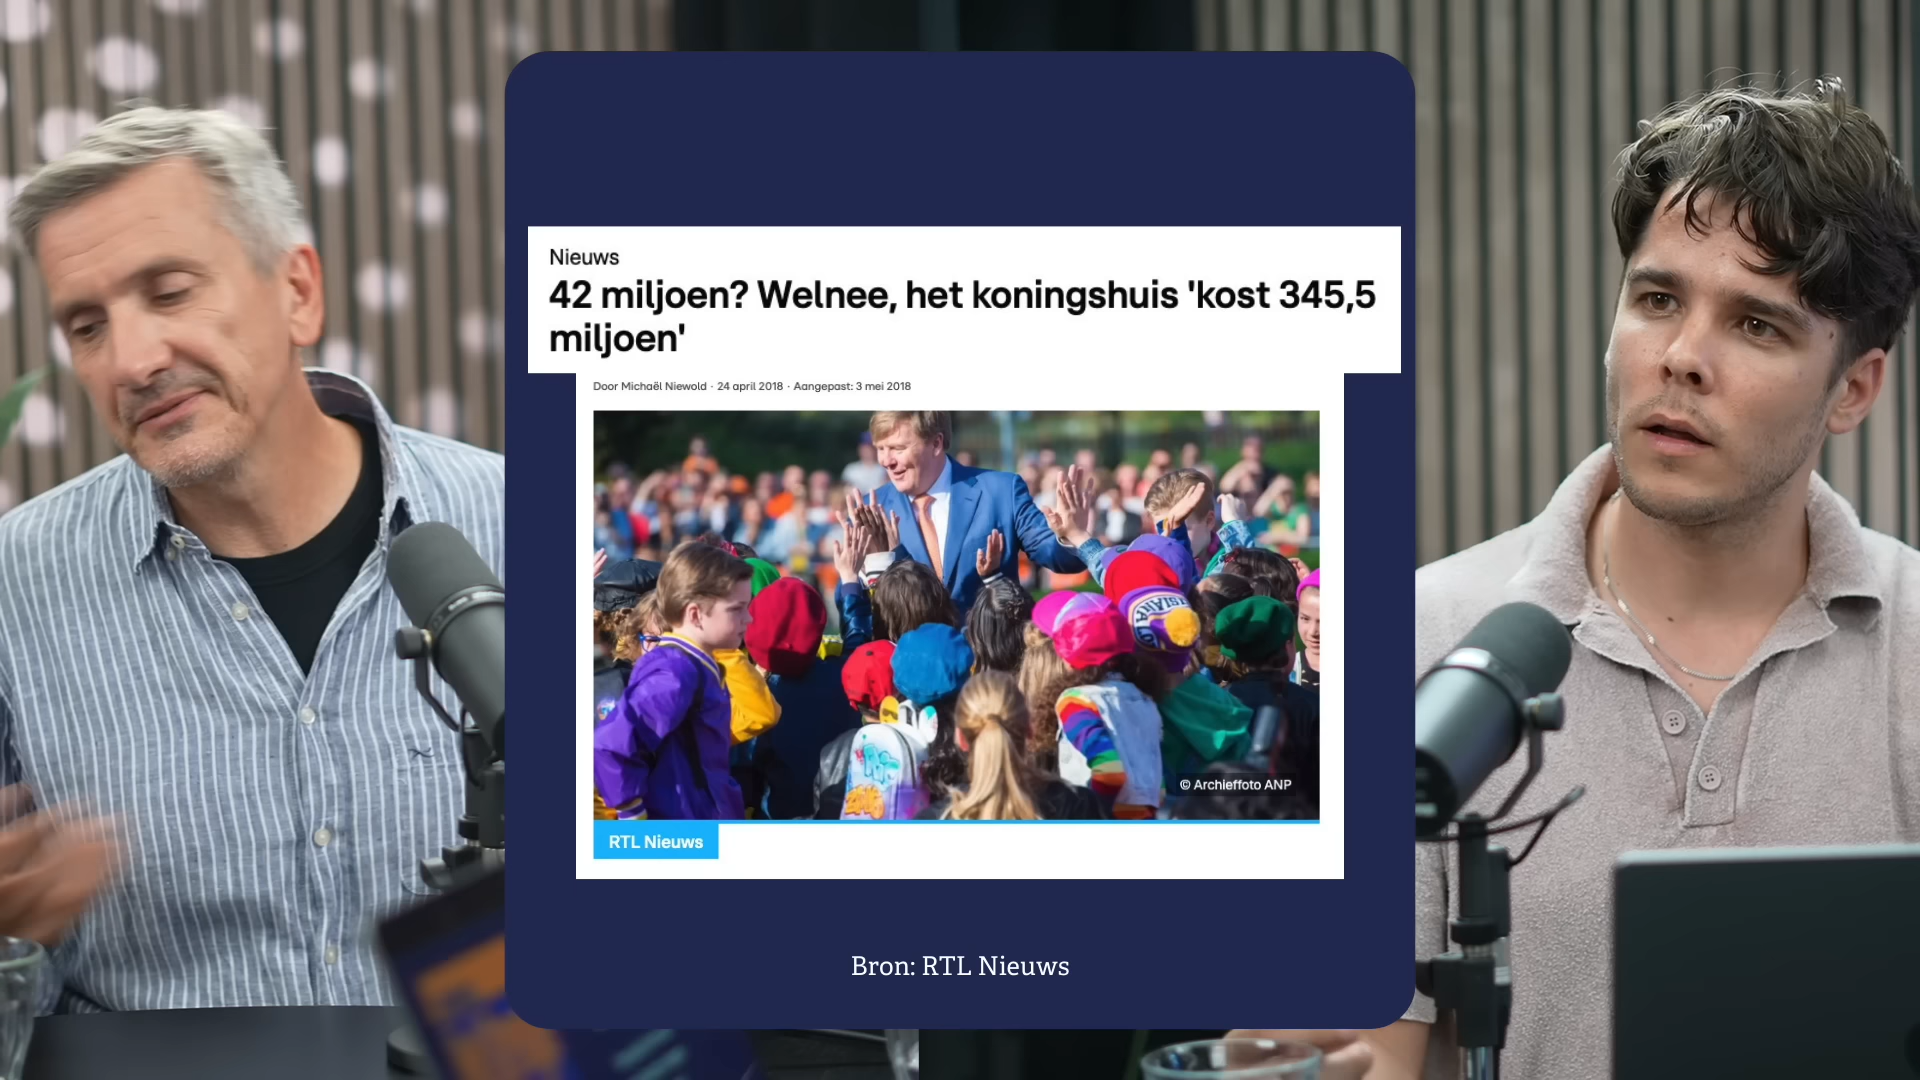 Nieuws
42 miljoen? Welnee, het koningshuis 'kost 345,5
miljoen'
Door Michaël Niewold · 24 april 2018 · Aangepast: 3 mei 2018
© Archieffoto ANP
RTL Nieuws
Bron: RTL Nieuws